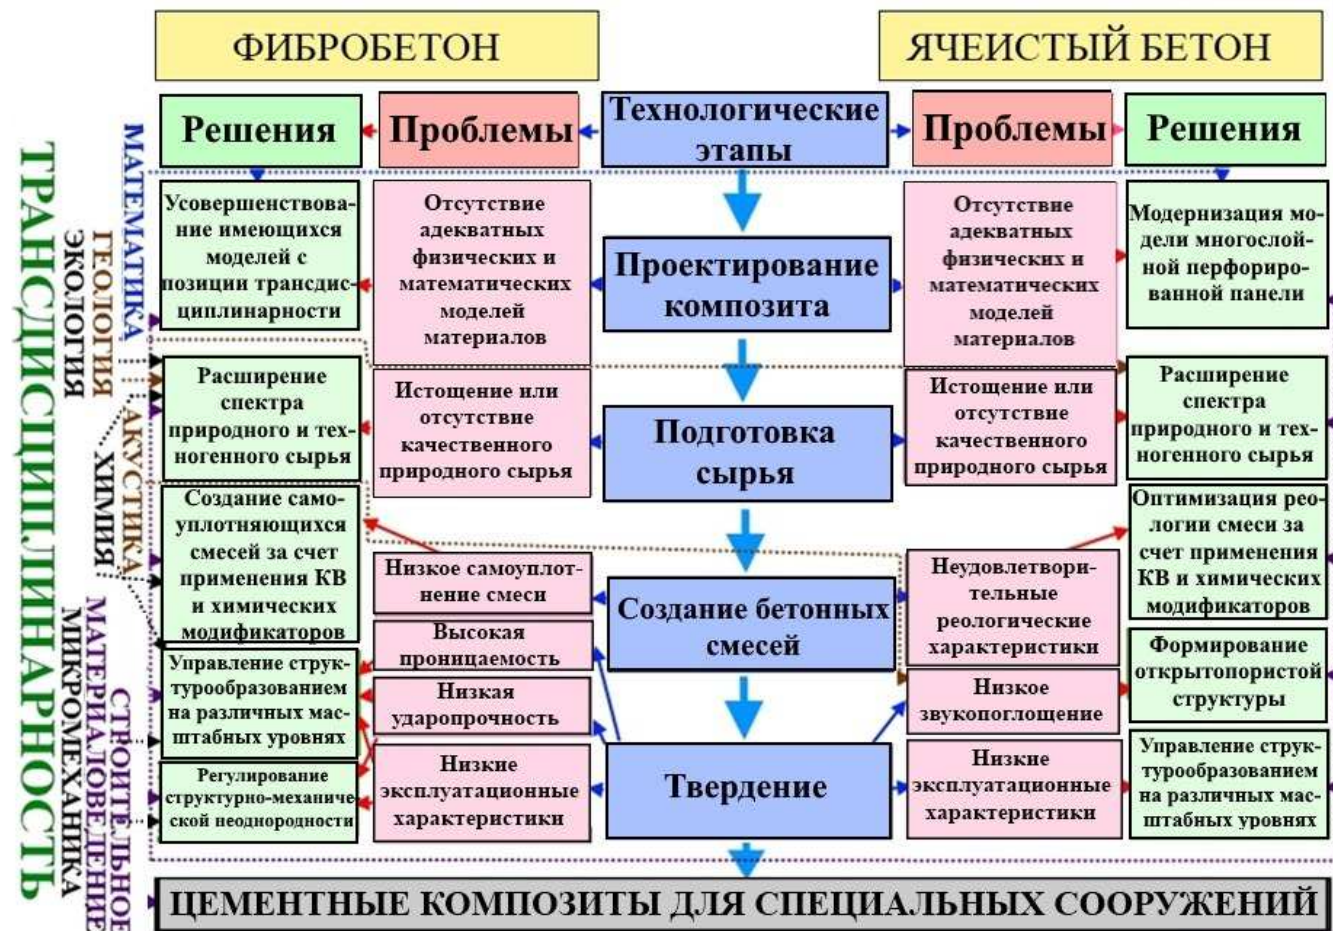 ФИБРОБЕТОН
ЯЧЕИСТЫЙ БЕТОН
Решения
Проблемы
Технологические
этапы
Проблемы
Решения
Усовершенствова-
ние имеющихся
моделей с
позиции трансдис-
циплинарности
Отсутствие
адекватных
физических и
математических
моделей
материалов
Проектирование
композита
Отсутствие
адекватных
физических и
математических
моделей
материалов
Модернизация мо-
дели многослой-
ной перфориро-
ванной панели
Расширение
спектра
природного и тех-
ногенного сырья
Истощение или
отсутствие
качественного
природного сырья
Подготовка
сырья
Истощение или
отсутствие
качественного
природного сырья
Расширение
спектра
природного и тех-
ногенного сырья
Создание само-
уплотняющихся
смесей за счет
применения КВ
и химических
модификаторов
Низкое самоуплот-
нение смеси
Создание бетонных
смесей
Неудовлетвори-
тельные
реологические
характеристики
Оптимизация рео-
логии смеси за
счет применения
КВ и химических
модификаторов
Управление струк-
турообразованием
на различных мас-
штабных уровнях
Высокая
проницаемость
Низкая
ударопрочность
Низкое
звукопоглощение
Формирование
открытопористой
структуры
Регулирование
структурно-механиче
ской неоднородности
Низкие
эксплуатационные
характеристики
Твердение
Низкие
эксплуатационные
характеристики
Управление струк-
турообразованием
на различных мас-
штабных уровнях
ЦЕМЕНТНЫЕ КОМПОЗИТЫ ДЛЯ СПЕЦИАЛЬНЫХ СООРУЖЕНИЙ
ТРАНСДИСЦИПЛИНАРНОСТЬ
МАТЕМАТИКА
ГЕОЛОГИЯ
ЭКОЛОГИЯ
АКУСТИКА
ХИМИЯ
СТРОИТЕЛЬНОЕ
МАТЕРИАЛОВЕДЕНИЕ
МИКРОМЕХАНИКА